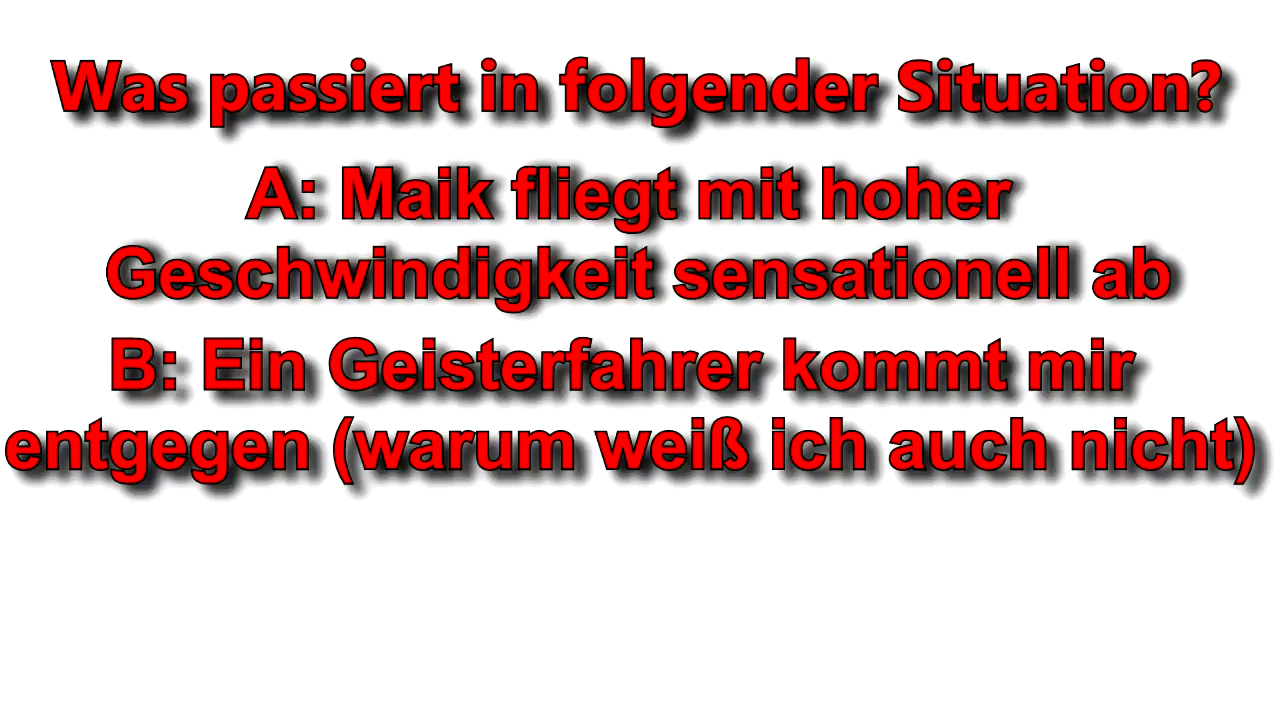 Was passiert in folgender Situation?
A: Maik fliegt mit hoher
Geschwindigkeit sensationell ab
B: Ein Geisterfahrer kommt mir
entgegen (warum weiß ich auch nicht)